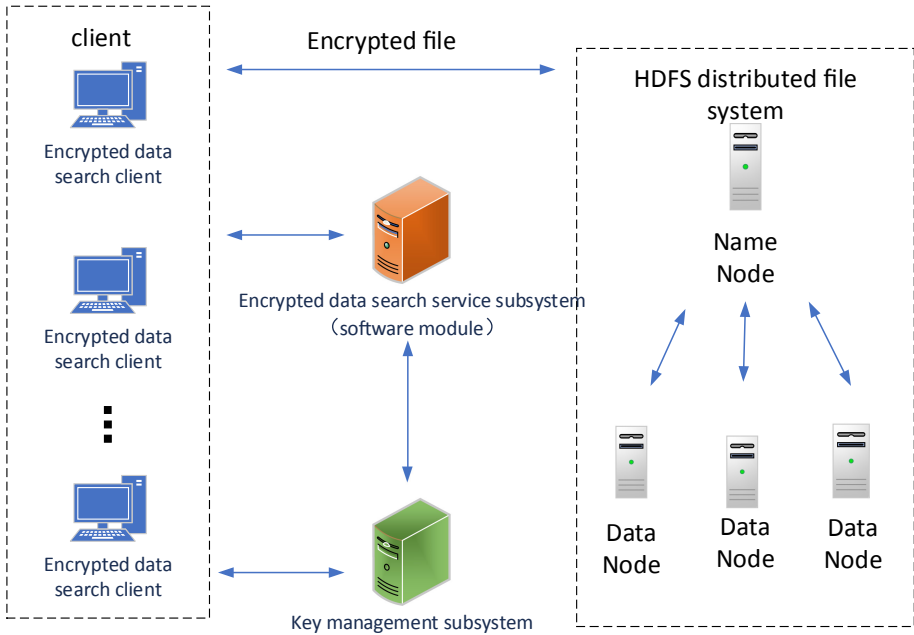 client
Encrypted file
HDFS distributed file
system
Encrypted data
search client
Name
Node
Encrypted data
search client
Encrypted data search service subsystem
（software module）
Data
Node
Data
Node
Data
Node
Encrypted data
search client
Key management subsystem